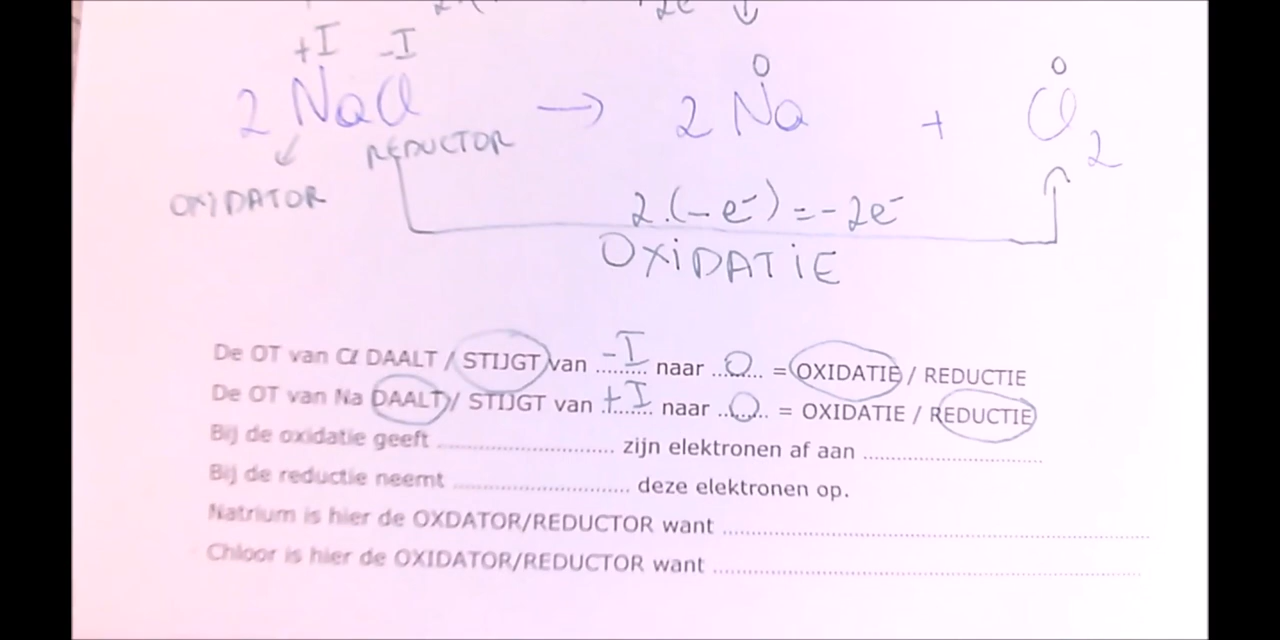 2e
+I -I 0 0
2 NaCl → 2 Na + Cl2
REDUCTOR
OXIDATOR
2.(-e⁻) = -2e⁻
OXiDATiE
De OT van Cl DAALT / STIJGT van ...-I... naar ...0... = OXIDATIE / REDUCTIE
De OT van Na DAALT / STIJGT van ...+I... naar ...0... = OXIDATIE / REDUCTIE
Bij de oxidatie geeft .............................. zijn elektronen af aan ..............................
Bij de reductie neemt .............................. deze elektronen op.
Natrium is hier de OXDATOR/REDUCTOR want ..............................
Chloor is hier de OXIDATOR/REDUCTOR want ..............................